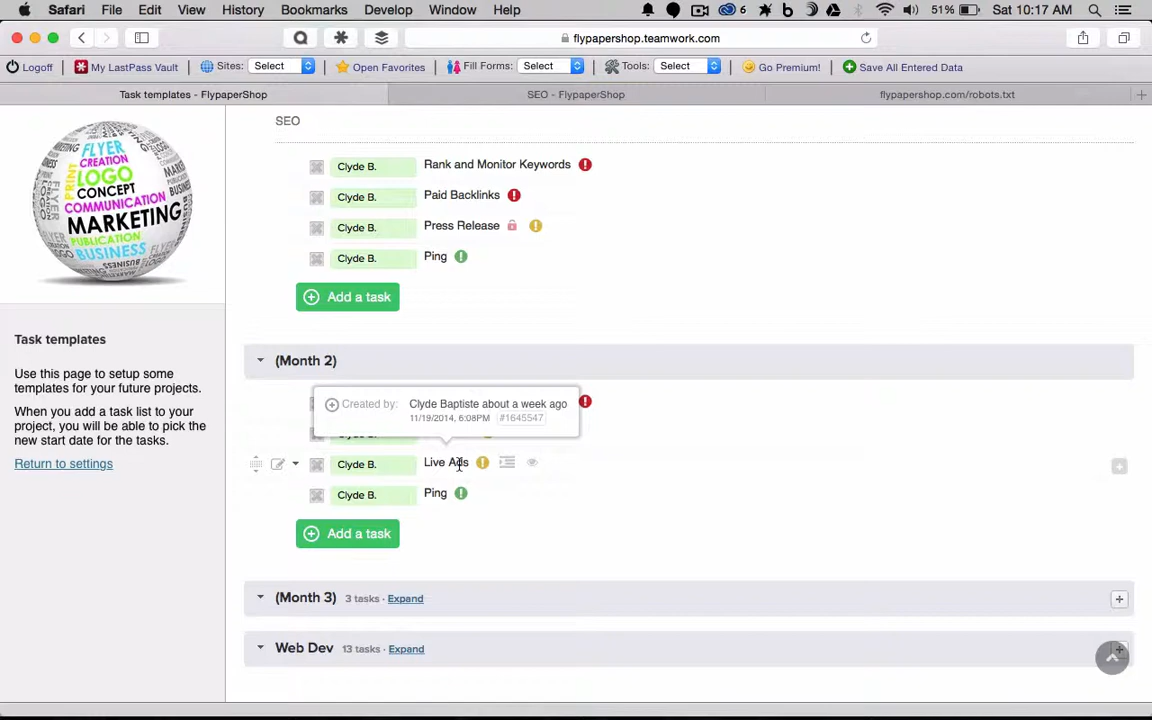 Safari File Edit View History Bookmarks Develop Window Help 6 51% Sat 10:17 AM
flypapershop.teamwork.com
Logoff My LastPass Vault Sites: Select Open Favorites Fill Forms: Select Tools: Select Go Premium! Save All Entered Data
Task templates - FlypaperShop SEO - FlypaperShop flypapershop.com/robots.txt
FLYER
CREATION
PRINT
LOGO
CONCEPT
COMMUNICATION
MARKETING
PUBLICATION
BUSINESS
Task templates
Use this page to setup some
templates for your future projects.
When you add a task list to your
project, you will be able to pick the
new start date for the tasks.
Return to settings
SEO
Clyde B. Rank and Monitor Keywords
Clyde B. Paid Backlinks
Clyde B. Press Release
Clyde B. Ping
Add a task
(Month 2)
Created by: Clyde Baptiste about a week ago
11/19/2014, 6:08PM #1645547
Clyde B.
Clyde B. Live Ads
Clyde B. Ping
Add a task
(Month 3) 3 tasks · Expand
Web Dev 13 tasks · Expand